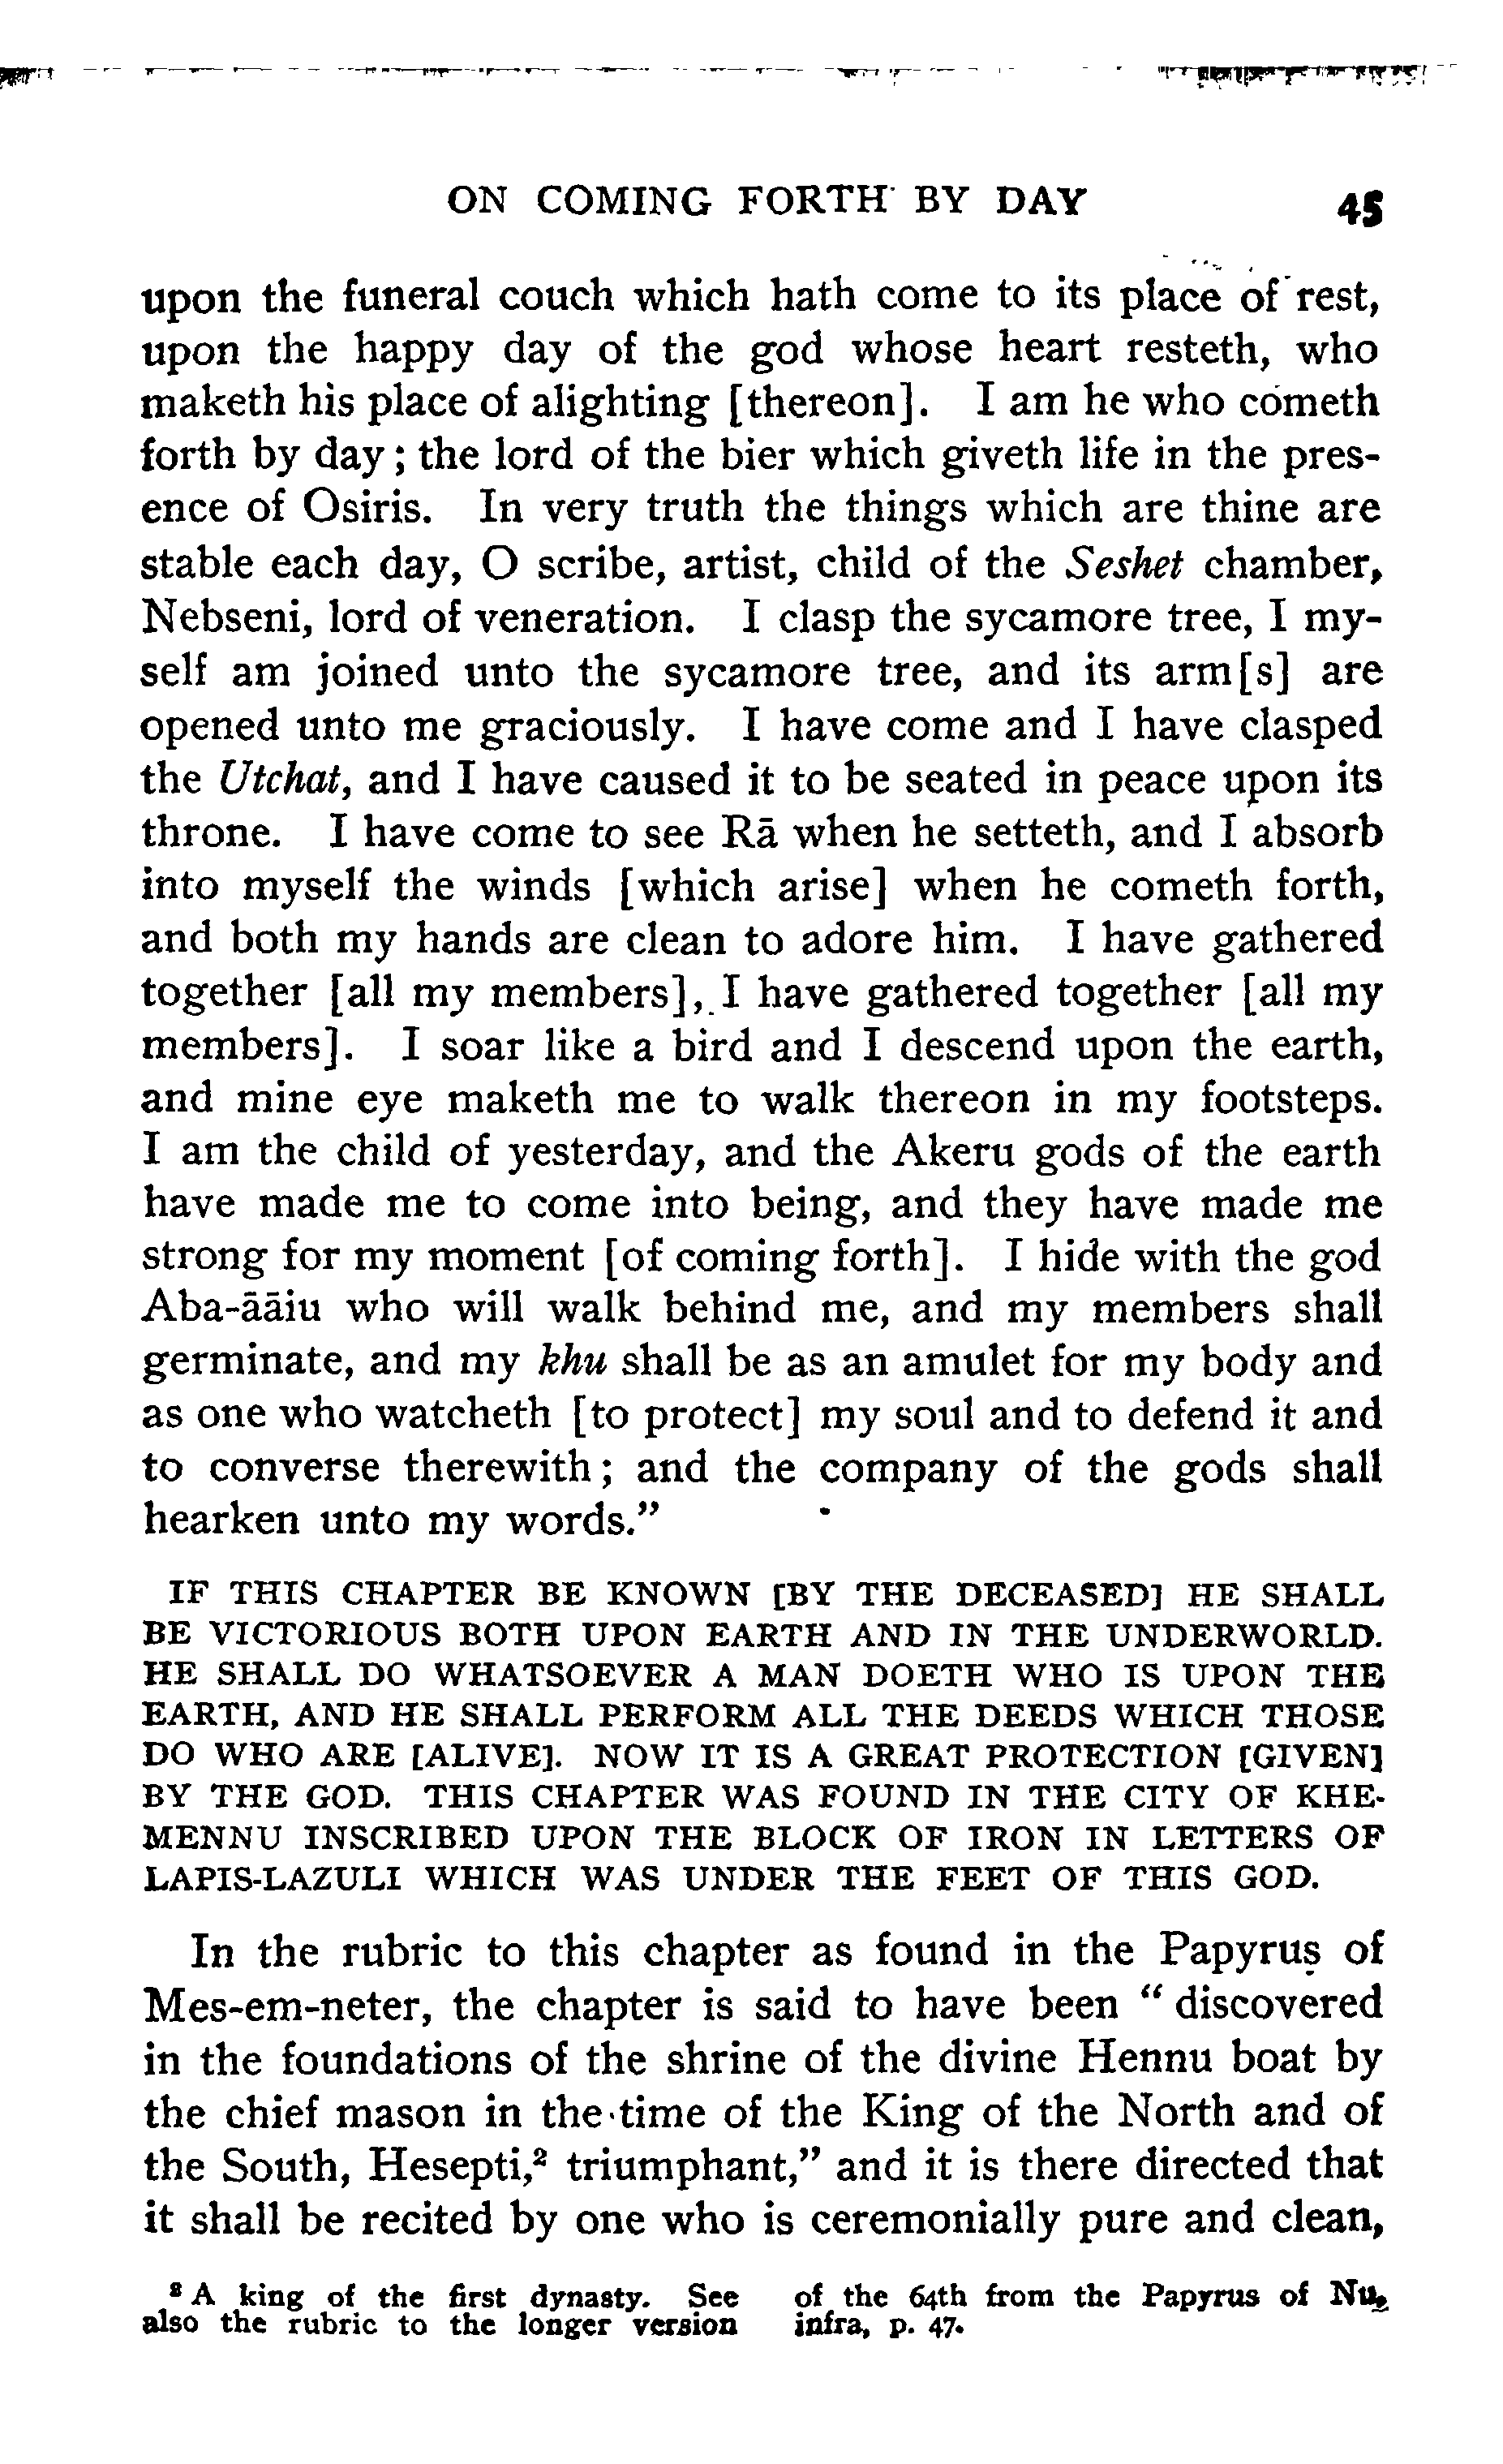 ON COMING FORTH BY DAY 45
upon the funeral couch which hath come to its place of rest,
upon the happy day of the god whose heart resteth, who
maketh his place of alighting [thereon]. I am he who cometh
forth by day; the lord of the bier which giveth life in the pres-
ence of Osiris. In very truth the things which are thine are
stable each day, O scribe, artist, child of the Seshet chamber,
Nebseni, lord of veneration. I clasp the sycamore tree, I my-
self am joined unto the sycamore tree, and its arm[s] are
opened unto me graciously. I have come and I have clasped
the Utchat, and I have caused it to be seated in peace upon its
throne. I have come to see Rā when he setteth, and I absorb
into myself the winds [which arise] when he cometh forth,
and both my hands are clean to adore him. I have gathered
together [all my members], I have gathered together [all my
members]. I soar like a bird and I descend upon the earth,
and mine eye maketh me to walk thereon in my footsteps.
I am the child of yesterday, and the Akeru gods of the earth
have made me to come into being, and they have made me
strong for my moment [of coming forth]. I hide with the god
Aba-āāiu who will walk behind me, and my members shall
germinate, and my khu shall be as an amulet for my body and
as one who watcheth [to protect] my soul and to defend it and
to converse therewith; and the company of the gods shall
hearken unto my words.”
IF THIS CHAPTER BE KNOWN [BY THE DECEASED] HE SHALL
BE VICTORIOUS BOTH UPON EARTH AND IN THE UNDERWORLD.
HE SHALL DO WHATSOEVER A MAN DOETH WHO IS UPON THE
EARTH, AND HE SHALL PERFORM ALL THE DEEDS WHICH THOSE
DO WHO ARE [ALIVE]. NOW IT IS A GREAT PROTECTION [GIVEN]
BY THE GOD. THIS CHAPTER WAS FOUND IN THE CITY OF KHE-
MENNU INSCRIBED UPON THE BLOCK OF IRON IN LETTERS OF
LAPIS-LAZULI WHICH WAS UNDER THE FEET OF THIS GOD.
In the rubric to this chapter as found in the Papyrus of
Mes-em-neter, the chapter is said to have been “discovered
in the foundations of the shrine of the divine Hennu boat by
the chief mason in the time of the King of the North and of
the South, Hesepti,² triumphant,” and it is there directed that
it shall be recited by one who is ceremonially pure and clean,
² A king of the first dynasty. See
also the rubric to the longer version
of the 64th from the Papyrus of Nu,
infra, p. 47.